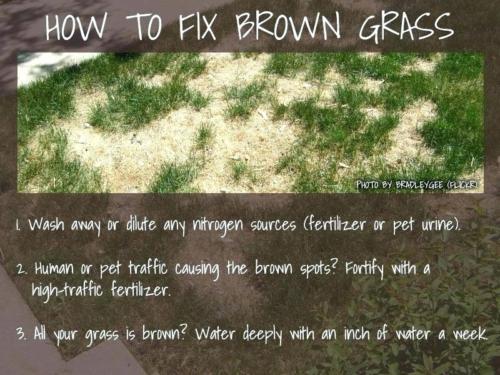 HOW TO FIX BROWN GRASS
PHOTO BY BRADLEYGEE (FLICKR)
1. Wash away or dilute any nitrogen sources (fertilizer or pet urine).
2. Human or pet traffic causing the brown spots? Fortify with a
high-traffic fertilizer.
3. All your grass is brown? Water deeply with an inch of water a week.